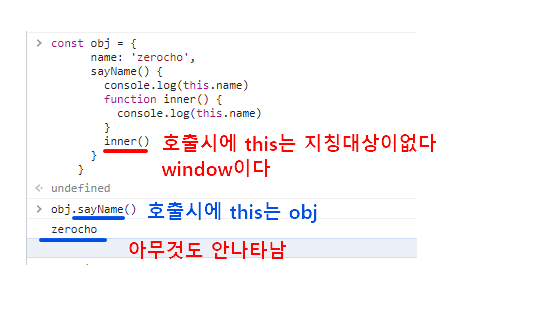 > const obj = {
name: 'zerocho',
sayName() {
console.log(this.name)
function inner() {
console.log(this.name)
}
inner() 호출시에 this는 지칭대상이없다
} window이다
}
< undefined
> obj.sayName() 호출시에 this는 obj
zerocho
아무것도 안나타남